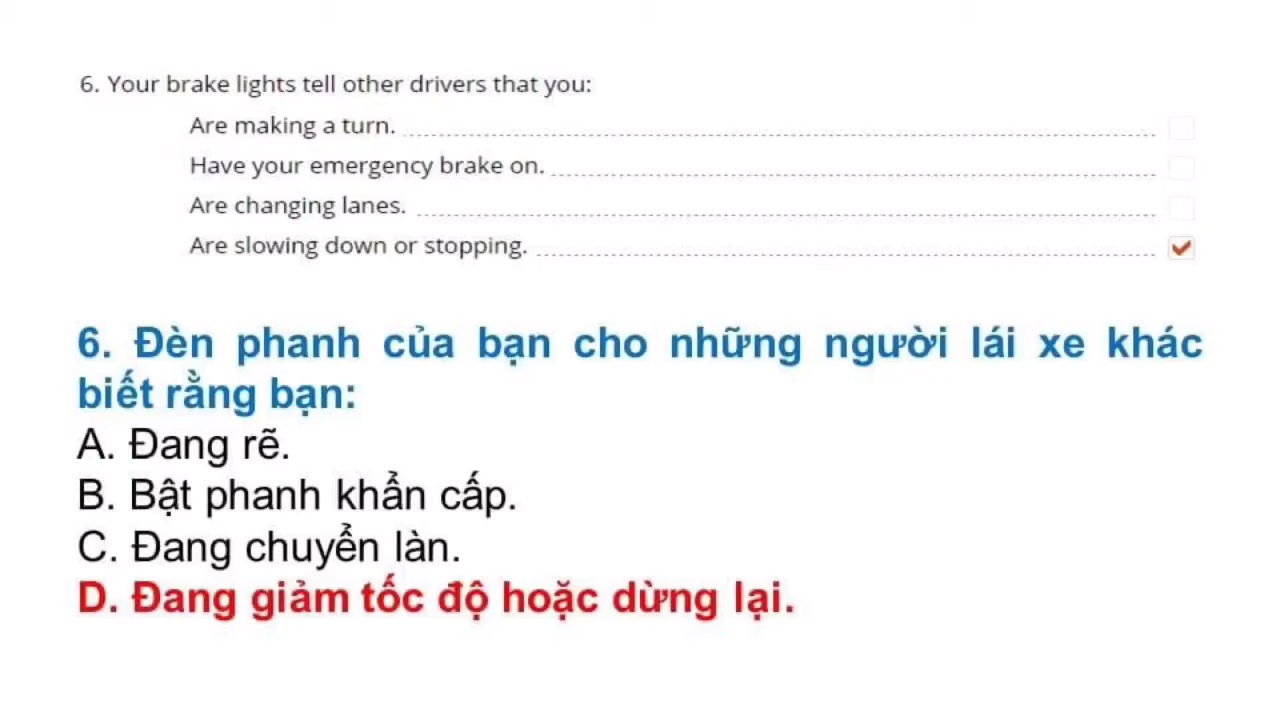 6. Your brake lights tell other drivers that you:
Are making a turn.
Have your emergency brake on.
Are changing lanes.
Are slowing down or stopping.
6. Đèn phanh của bạn cho những người lái xe khác
biết rằng bạn:
A. Đang rẽ.
B. Bật phanh khẩn cấp.
C. Đang chuyển làn.
D. Đang giảm tốc độ hoặc dừng lại.